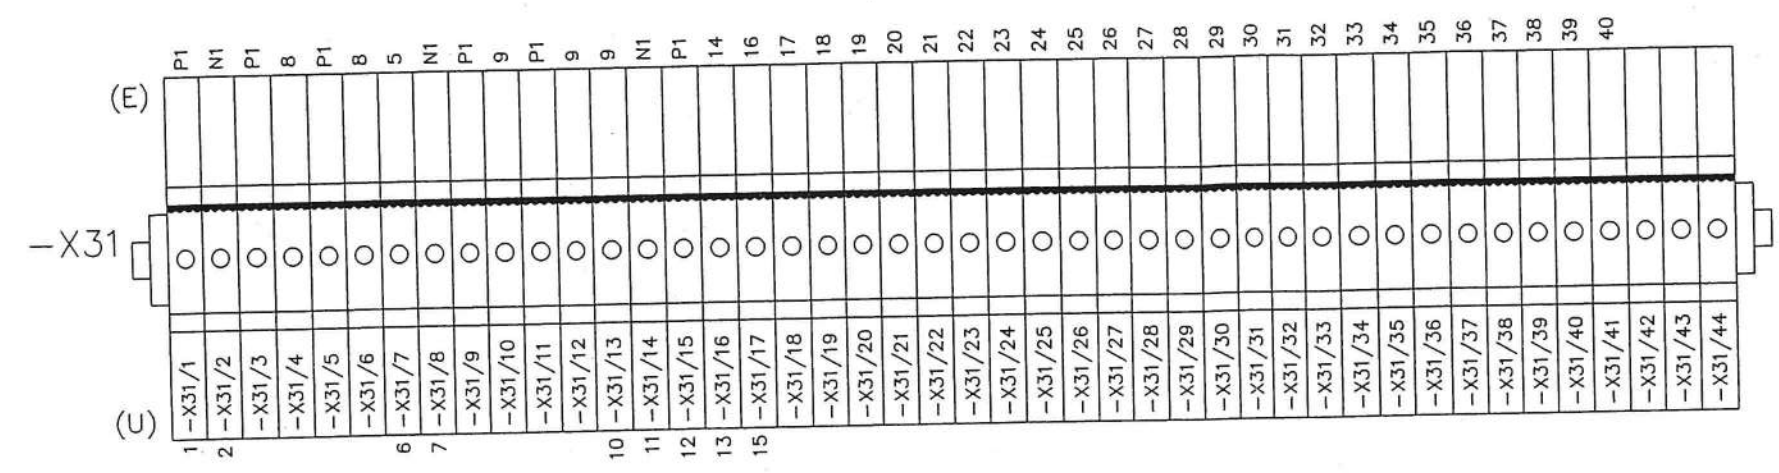 P1 N1 P1 8 P1 8 5 N1 P1 9 P1 9 9 N1 P1 14 16 17 18 19 20 21 22 23 24 25 26 27 28 29 30 31 32 33 34 35 36 37 38 39 40
(E)
-X31
(U)
-X31/1 -X31/2 -X31/3 -X31/4 -X31/5 -X31/6 -X31/7 -X31/8 -X31/9 -X31/10 -X31/11 -X31/12 -X31/13 -X31/14 -X31/15 -X31/16 -X31/17 -X31/18 -X31/19 -X31/20 -X31/21 -X31/22 -X31/23 -X31/24 -X31/25 -X31/26 -X31/27 -X31/28 -X31/29 -X31/30 -X31/31 -X31/32 -X31/33 -X31/34 -X31/35 -X31/36 -X31/37 -X31/38 -X31/39 -X31/40 -X31/41 -X31/42 -X31/43 -X31/44
1 2 6 7 10 11 12 13 15